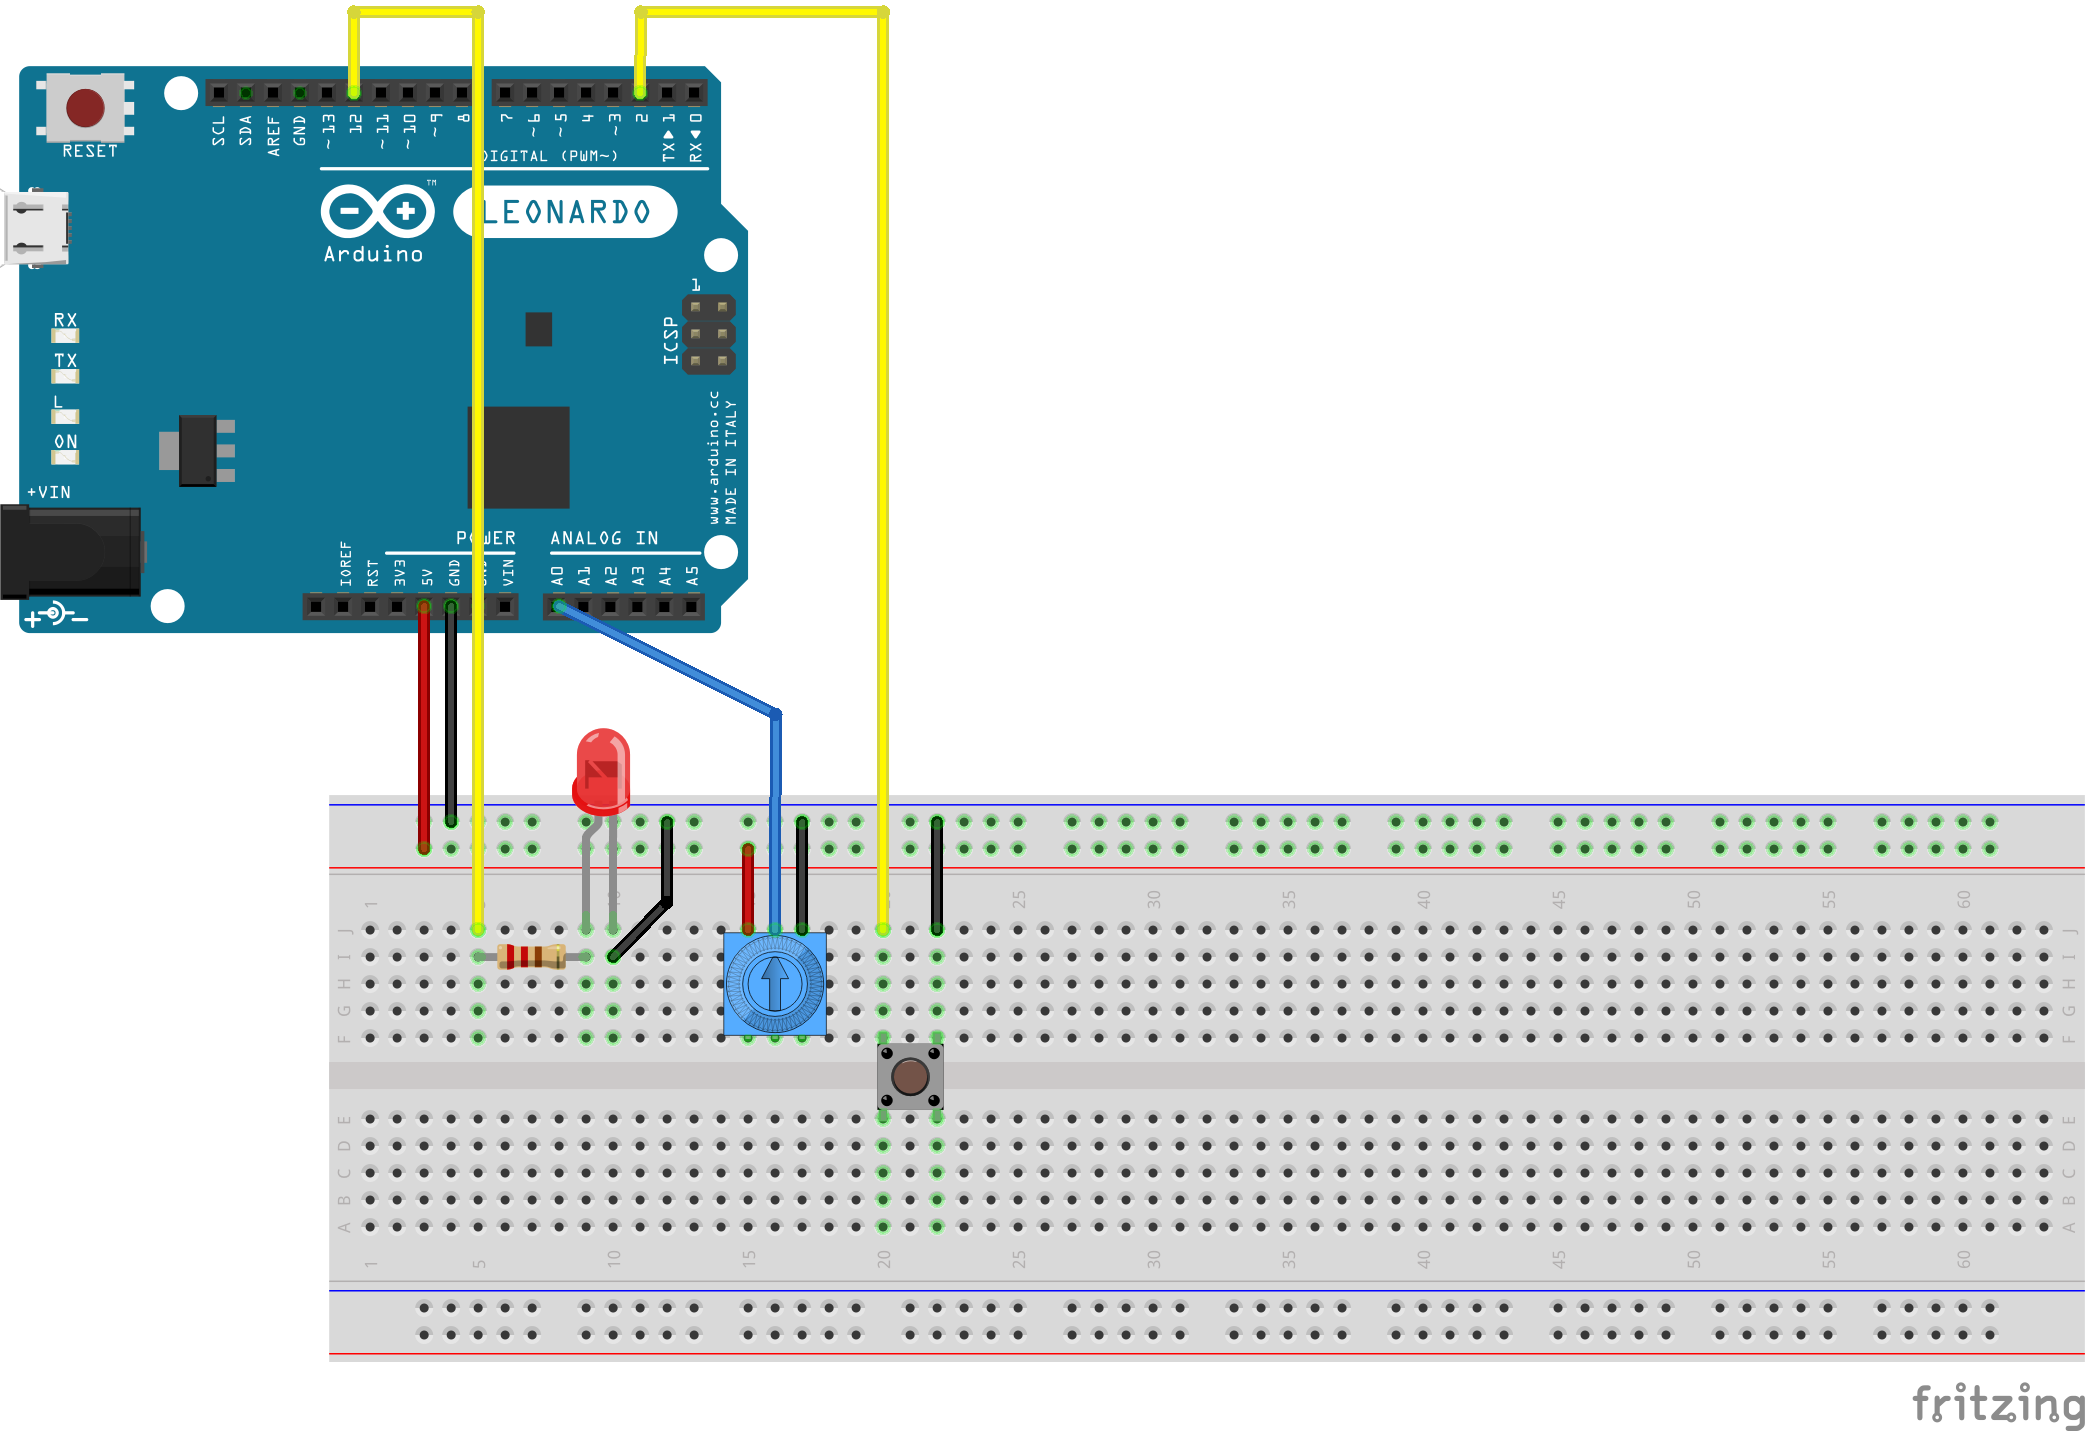 RESET
SCL
SDA
AREF
GND
~13
12
~11
~10
~9
8
7
~6
~5
4
~3
2
TX▶1
RX◀0
DIGITAL (PWM~)
TM
LEONARDO
Arduino
1
ICSP
RX
TX
L
ON
+VIN
www.arduino.cc
MADE IN ITALY
POWER
ANALOG IN
IOREF
RST
3V3
5V
GND
GND
VIN
A0
A1
A2
A3
A4
A5
1
10
25
30
35
40
45
50
55
60
J J
I I
H H
G G
F F
E E
D D
C C
B B
A A
1 5 10 15 20 25 30 35 40 45 50 55 60
fritzing